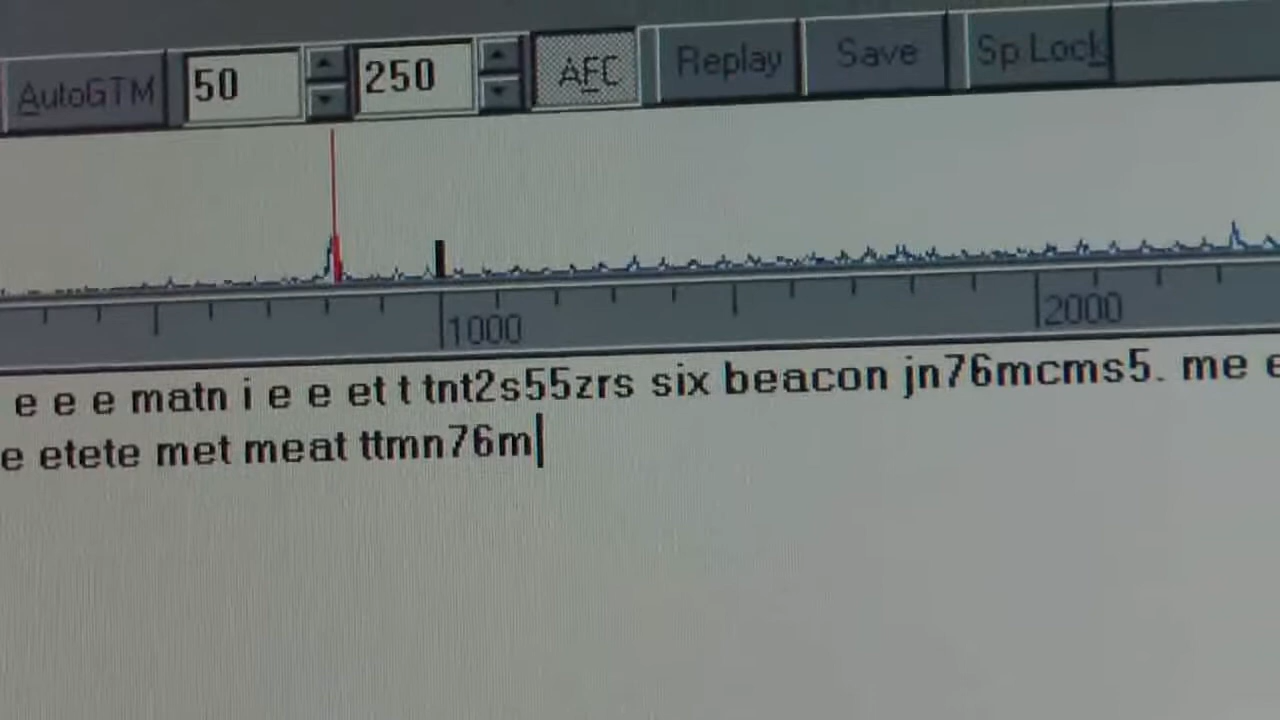 AutoGTM 50 250 AFC Replay Save Sp Lock
1000 2000
e e e matn i e e et t tnt2s55zrs six beacon jn76mcms5. me e
e etete met meat ttmn76m